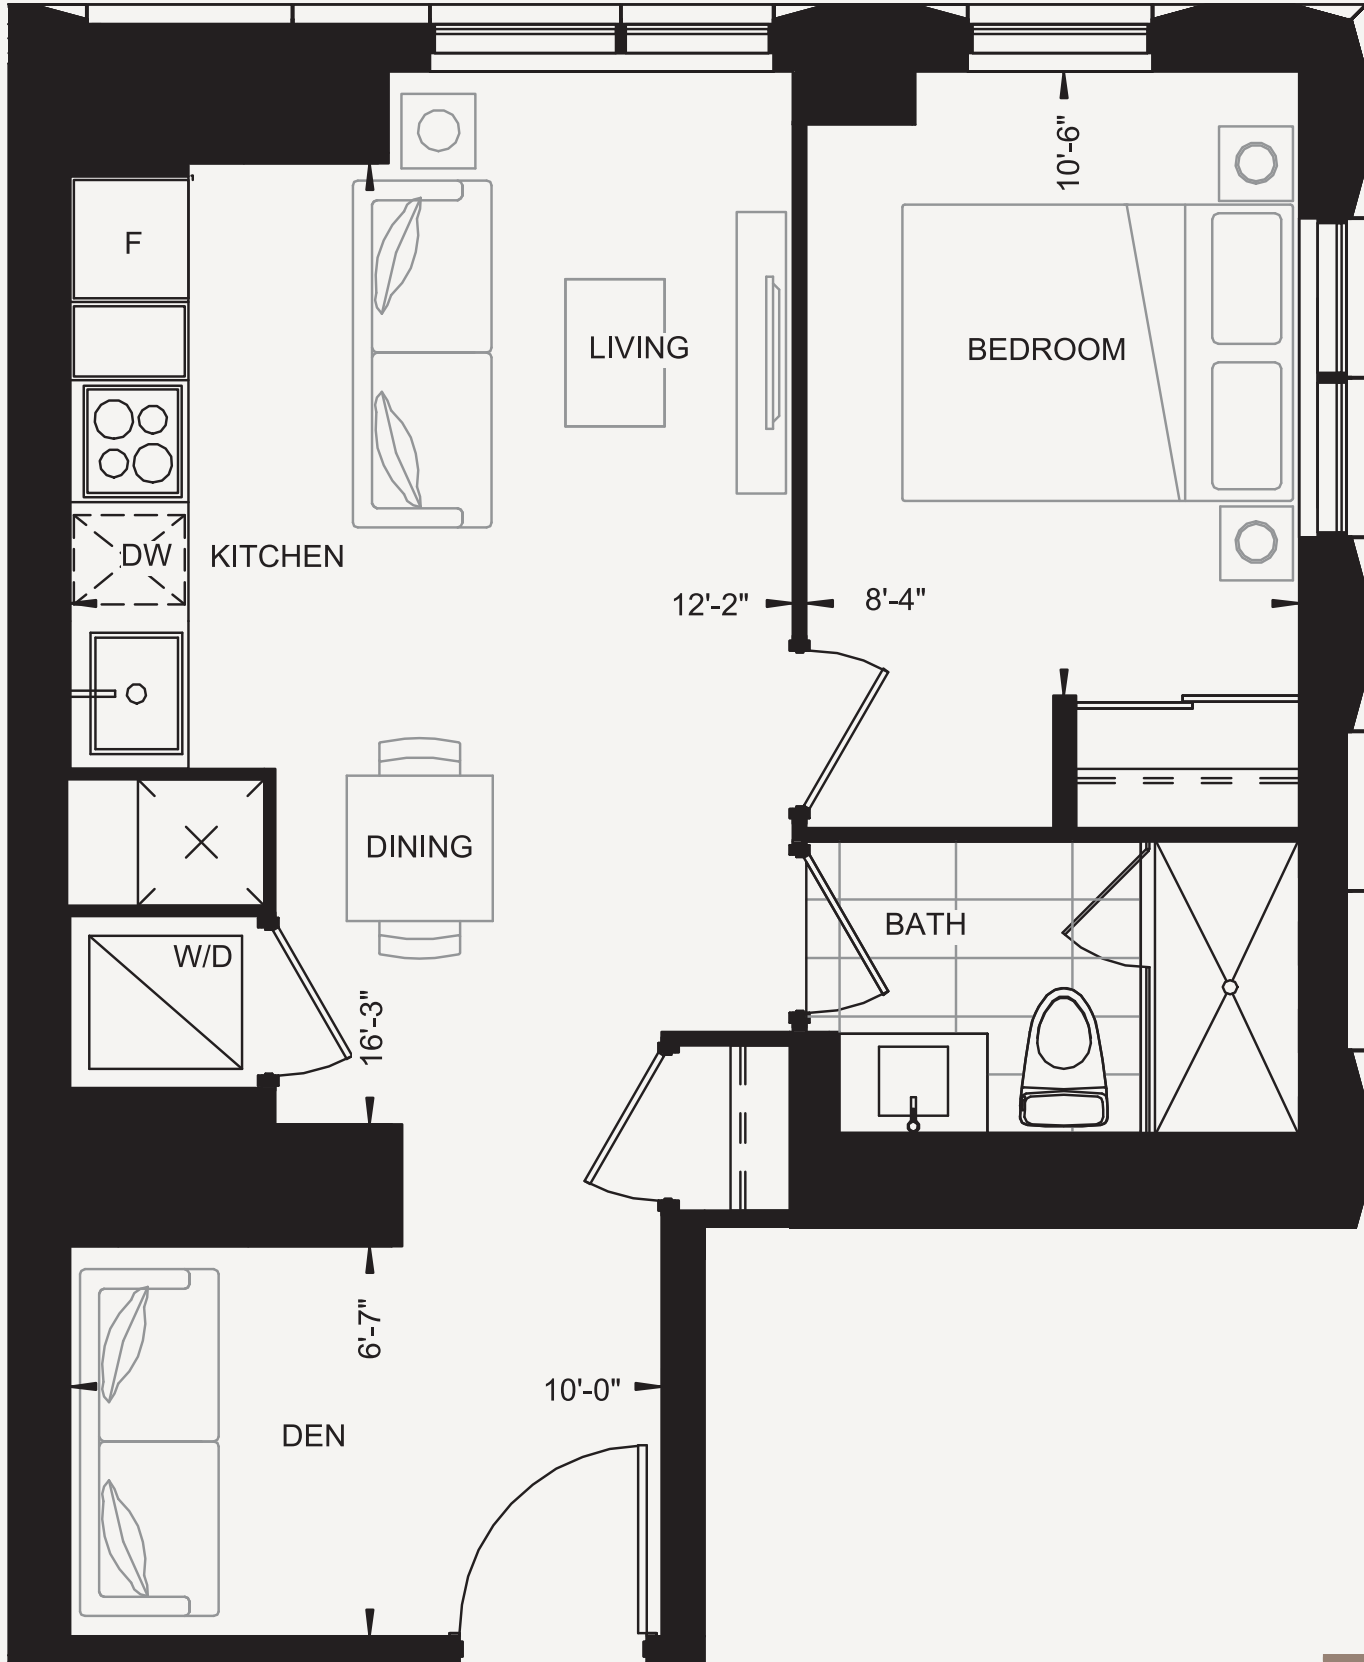 10'-6"
F
LIVING
BEDROOM
DW
KITCHEN
12'-2"
8'-4"
DINING
BATH
W/D
16'-3"
6'-7"
10'-0"
DEN